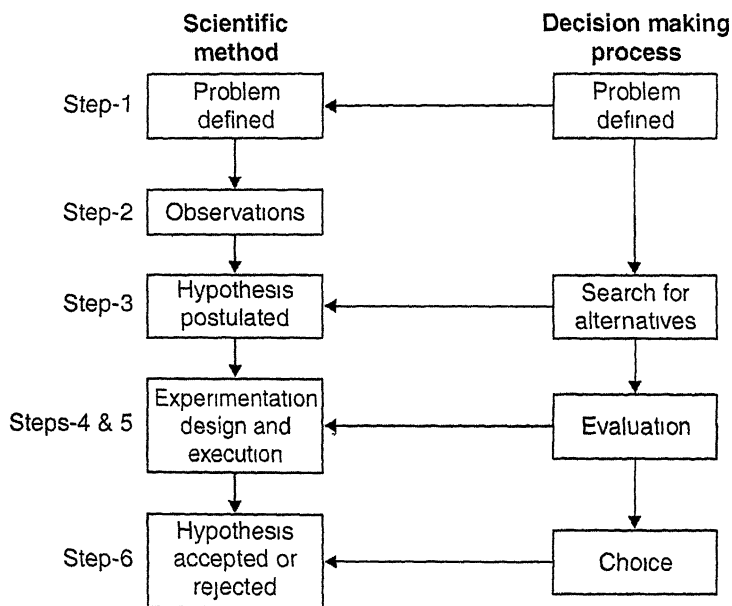 Scientific
method
Decision making
process
Step-1
Problem
defined
Problem
defined
Step-2
Observations
Step-3
Hypothesis
postulated
Search for
alternatives
Steps-4 & 5
Experimentation
design and
execution
Evaluation
Step-6
Hypothesis
accepted or
rejected
Choice